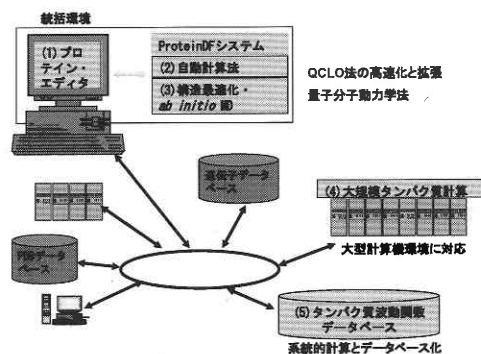 統括環境
(1) プロ
テイン・
エディタ
ProteinDFシステム
(2) 自動計算法
(3) 構造最適化・
ab initio
QCLO法の高速化と拡張
量子分子動力学法
遺伝子データ
ベース
(4) 大規模タンパク質計算
大型計算機環境に対応
PDBデータ
ベース
(5) タンパク質波動関数
データベース
系統的計算とデータベース化